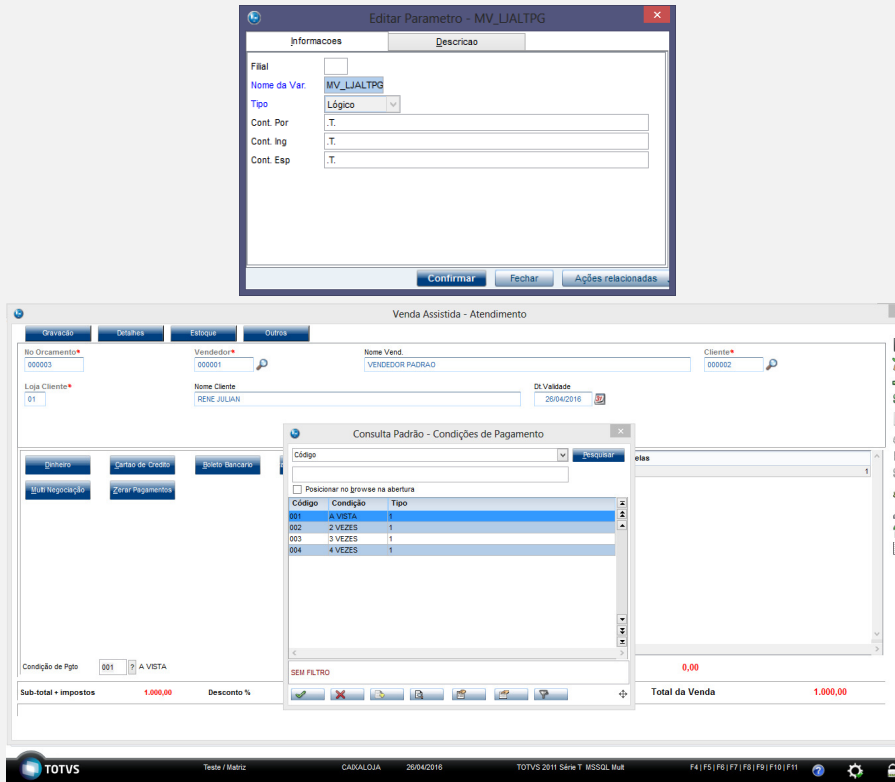 Editar Parametro - MV_LJALTPG
Informacoes Descricao
Filial
Nome da Var. MV_LJALTPG
Tipo Lógico
Cont. Por .T.
Cont. Ing .T.
Cont. Esp .T.
Confirmar Fechar Ações relacionadas
Venda Assistida - Atendimento
Gravacão Detalhes Estoque Outros
No Orcamento* Vendedor* Nome Vend. Cliente*
000003 000001 VENDEDOR PADRAO 000002
Loja Cliente* Nome Cliente Dt.Validade
01 RENE JULIAN 26/04/2016
Consulta Padrão - Condições de Pagamento
Código Pesquisar
Dinheiro Cartao de Credito Boleto Bancario elas
1
Multi Negociação Zerar Pagamentos
Posicionar no browse na abertura
Código Condição Tipo
001 A VISTA 1
002 2 VEZES 1
003 3 VEZES 1
004 4 VEZES 1
Condição de Pgto 001 ? A VISTA
SEM FILTRO
0,00
Sub-total + impostos 1.000,00 Desconto % Total da Venda 1.000,00
TOTVS Teste / Matriz CAIXALOJA 26/04/2016 TOTVS 2011 Série T MSSQL Mult F4 | F5 | F6 | F7 | F8 | F9 | F10 | F11